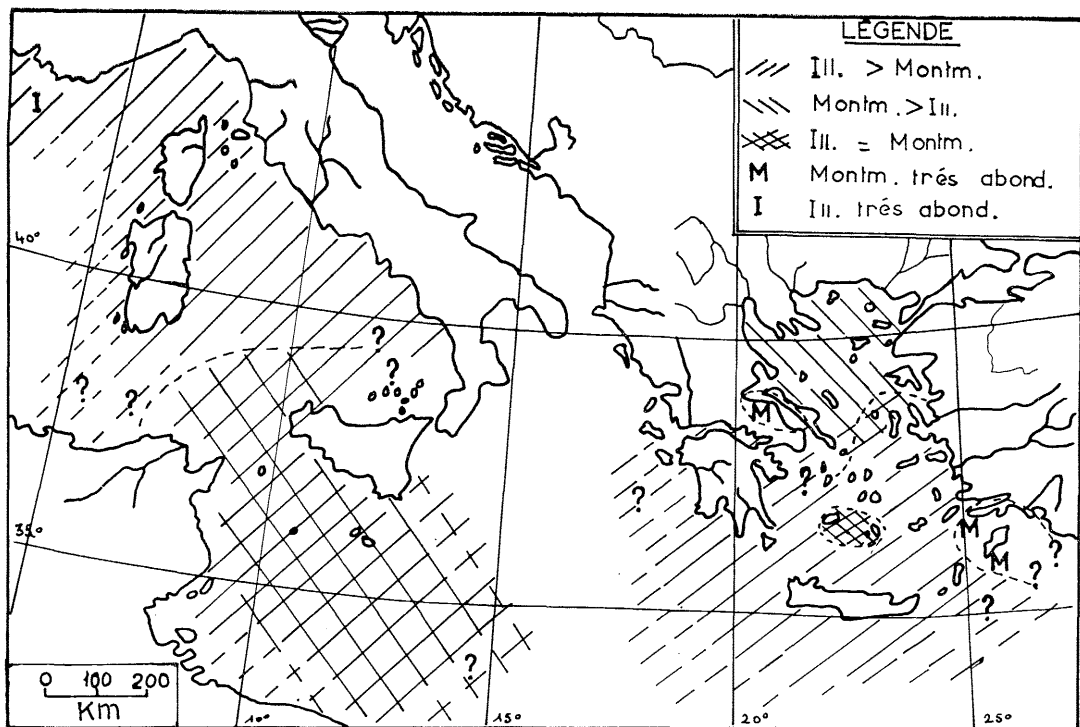 LÉGENDE
Ill. > Montm.
Montm. > Ill.
Ill. = Montm.
M Montm. trés abond.
I Ill. trés abond.
I
40°
?
?
?
?
M
?
?
35°
M
M
?
?
?
?
0 100 200
Km
10°
15°
20°
25°